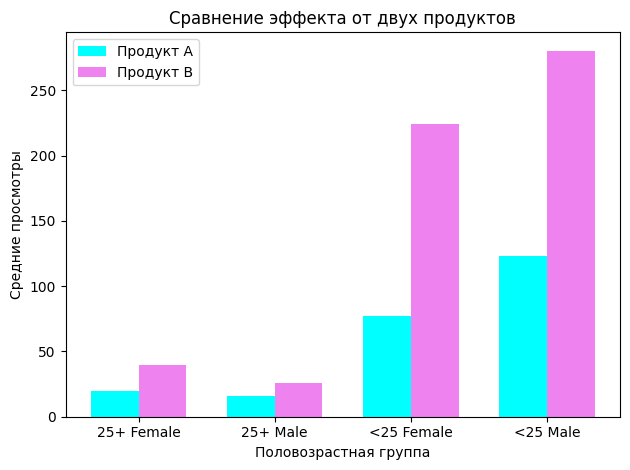 Сравнение эффекта от двух продуктов
Продукт A
Продукт B
Средние просмотры
250
200
150
100
50
0
25+ Female
25+ Male
<25 Female
<25 Male
Половозрастная группа